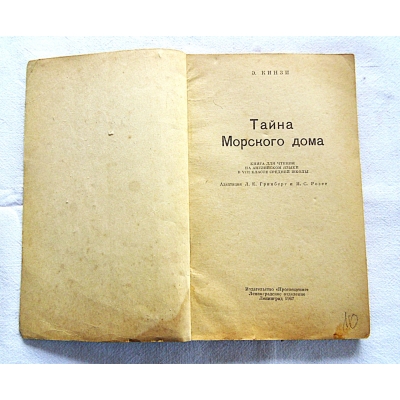 Э. КИНЗИ
Тайна
Морского дома
КНИГА ДЛЯ ЧТЕНИЯ
НА АНГЛИЙСКОМ ЯЗЫКЕ
В VIII КЛАССЕ СРЕДНЕЙ ШКОЛЫ
Адаптация Л. К. Гринберг и В. С.
Издательство «Просвещение»
Ленинградское отделение
Ленинград 1967